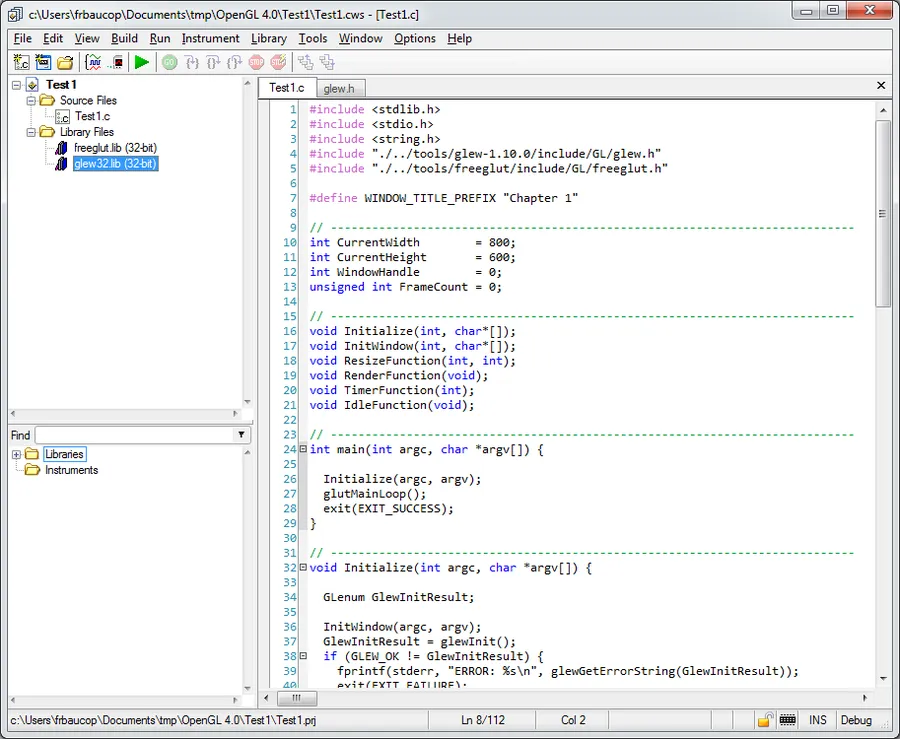 c:\Users\frbaucop\Documents\tmp\OpenGL 4.0\Test1\Test1.cws - [Test1.c]
File Edit View Build Run Instrument Library Tools Window Options Help
GO STOP STOP
Test1
Source Files
Test1.c
Library Files
freeglut.lib (32-bit)
glew32.lib (32-bit)
Find
Libraries
Instruments
Test1.c glew.h
1 #include <stdlib.h>
2 #include <stdio.h>
3 #include <string.h>
4 #include "./../tools/glew-1.10.0/include/GL/glew.h"
5 #include "./../tools/freeglut/include/GL/freeglut.h"
6
7 #define WINDOW_TITLE_PREFIX "Chapter 1"
8
9 // ----------------------------------------------------------------------------
10 int CurrentWidth        = 800;
11 int CurrentHeight       = 600;
12 int WindowHandle        = 0;
13 unsigned int FrameCount = 0;
14
15 // ----------------------------------------------------------------------------
16 void Initialize(int, char*[]);
17 void InitWindow(int, char*[]);
18 void ResizeFunction(int, int);
19 void RenderFunction(void);
20 void TimerFunction(int);
21 void IdleFunction(void);
22
23 // ----------------------------------------------------------------------------
24 int main(int argc, char *argv[]) {
25
26   Initialize(argc, argv);
27   glutMainLoop();
28   exit(EXIT_SUCCESS);
29 }
30
31 // ----------------------------------------------------------------------------
32 void Initialize(int argc, char *argv[]) {
33
34   GLenum GlewInitResult;
35
36   InitWindow(argc, argv);
37   GlewInitResult = glewInit();
38   if (GLEW_OK != GlewInitResult) {
39     fprintf(stderr, "ERROR: %s\n", glewGetErrorString(GlewInitResult));
40     exit(EXIT_FAILURE);
c:\Users\frbaucop\Documents\tmp\OpenGL 4.0\Test1\Test1.prj Ln 8/112 Col 2 INS Debug